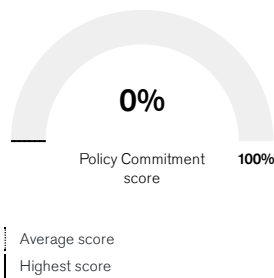 0%
Policy Commitment 100%
score
Average score
Highest score